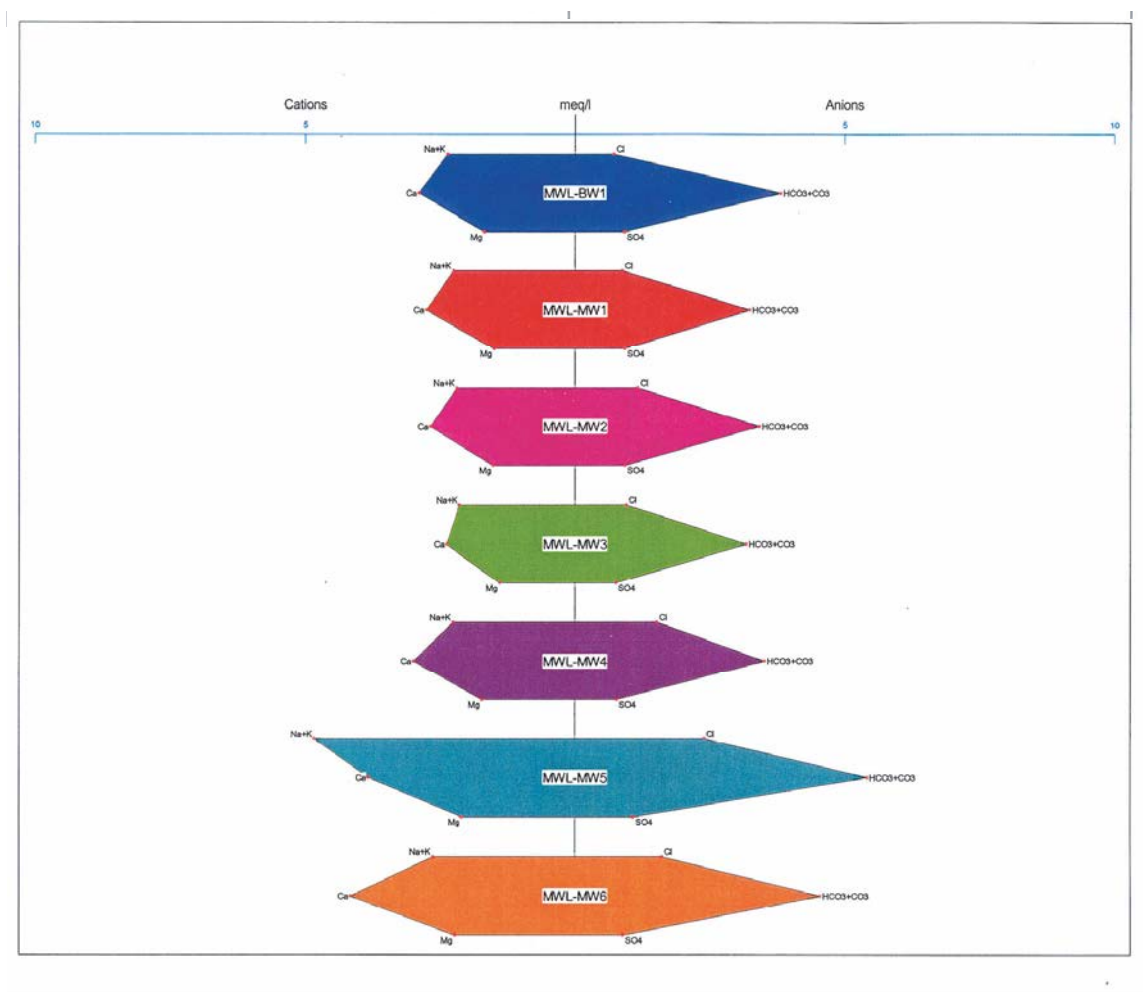 Cations meq/l Anions
10 5 5 10
Na+K Cl
Ca MWL-BW1 HCO3+CO3
Mg SO4
Na+K Cl
Ca MWL-MW1 HCO3+CO3
Mg SO4
Na+K Cl
Ca MWL-MW2 HCO3+CO3
Mg SO4
Na+K Cl
Ca MWL-MW3 HCO3+CO3
Mg SO4
Na+K Cl
Ca MWL-MW4 HCO3+CO3
Mg SO4
Na+K Cl
Ca MWL-MW5 HCO3+CO3
Mg SO4
Na+K Cl
Ca MWL-MW6 HCO3+CO3
Mg SO4